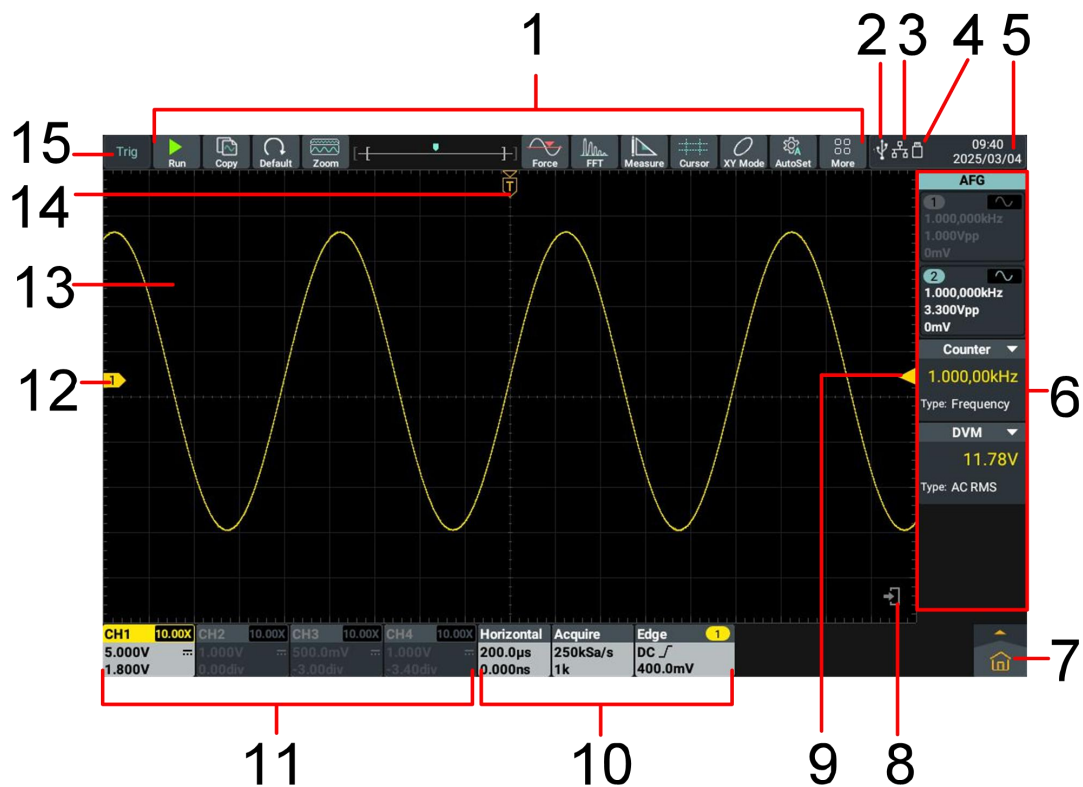 1
2 3 4 5
15
Trig
Run
Copy
Default
Zoom
Force
FFT
Measure
Cursor
XY Mode
AutoSet
More
09:40
2025/03/04
14
T
AFG
1
1.000,000kHz
1.000Vpp
0mV
2
1.000,000kHz
3.300Vpp
0mV
13
12
1
9
Counter
1.000,00kHz
Type: Frequency
6
DVM
11.78V
Type: AC RMS
CH1 10.00X
5.000V
1.800V
CH2 10.00X
1.000V
0.00div
CH3 10.00X
500.0mV
-3.00div
CH4 10.00X
1.000V
-3.40div
Horizontal
200.0µs
0.000ns
Acquire
250kSa/s
1k
Edge 1
DC
400.0mV
7
11
10
9
8